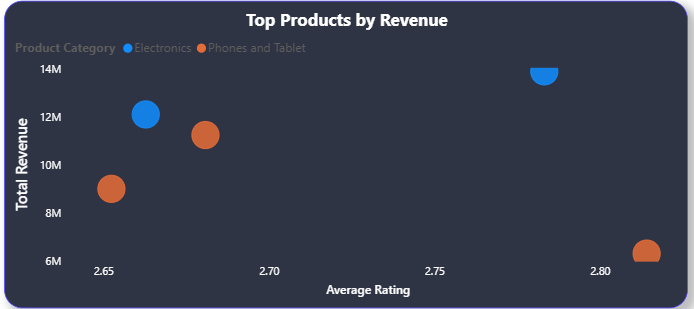 Top Products by Revenue
Product Category Electronics Phones and Tablet
14M
12M
10M
8M
6M
Total Revenue
2.65 2.70 2.75 2.80
Average Rating